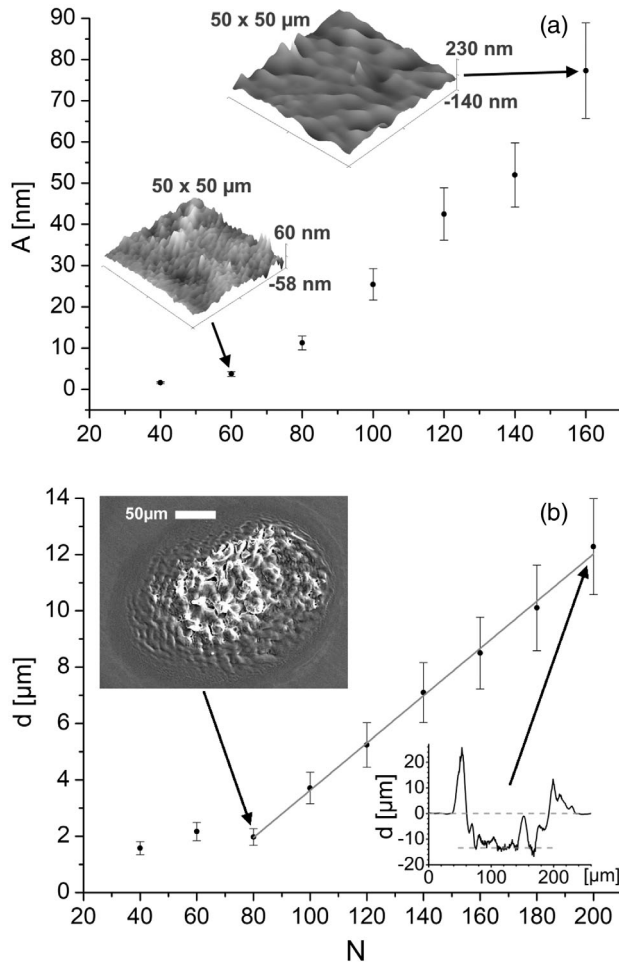 90
80
70
60
50
40
30
20
10
0
A [nm]
(a)
50 x 50 µm
230 nm
-140 nm
50 x 50 µm
60 nm
-58 nm
20 40 60 80 100 120 140 160
14
12
10
8
6
4
2
0
d [µm]
(b)
50µm
20
10
0
-10
-20
d [µm]
0 100 200 [µm]
20 40 60 80 100 120 140 160 180 200
N